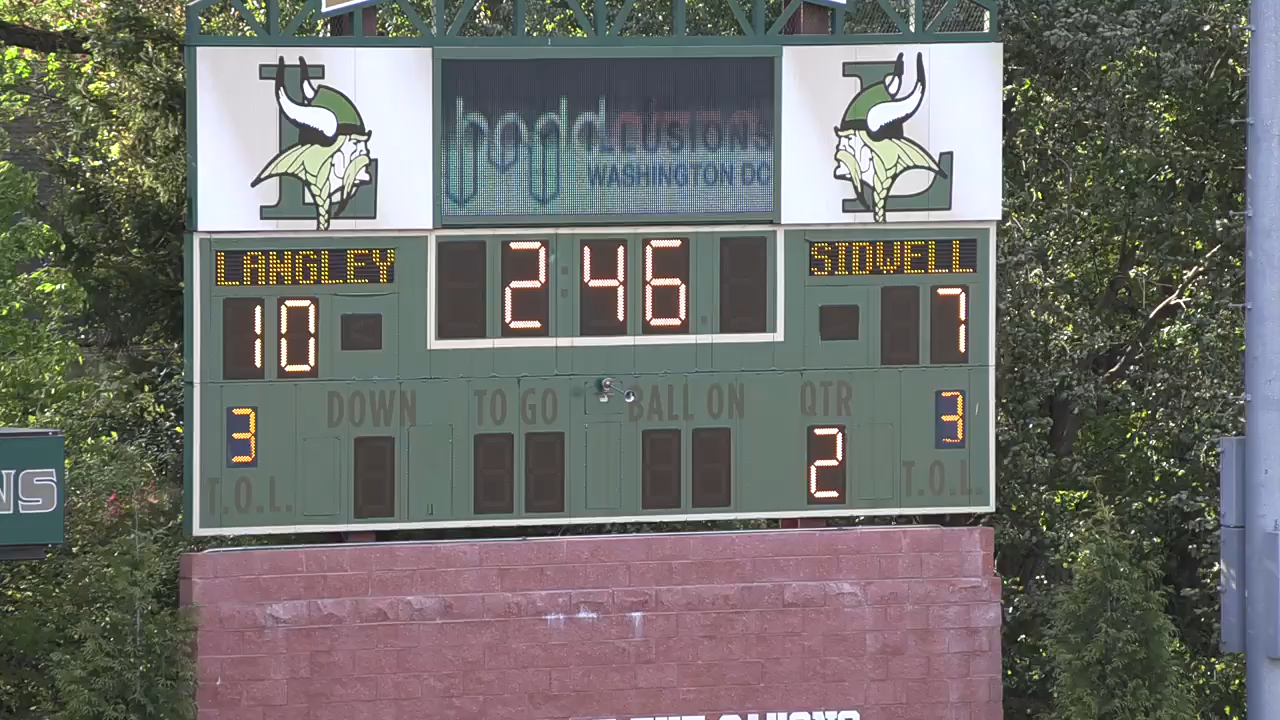 ILLUSIONS
WASHINGTON DC
LANGLEY
2 46
SIDWELL
10
7
DOWN TO GO BALL ON QTR
3
2
3
T.O.L. T.O.L.
NS